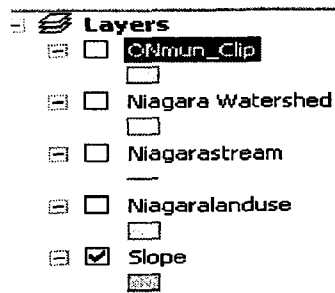 Layers
ONmun_Clip
Niagara Watershed
Niagarastream
Niagaralanduse
Slope